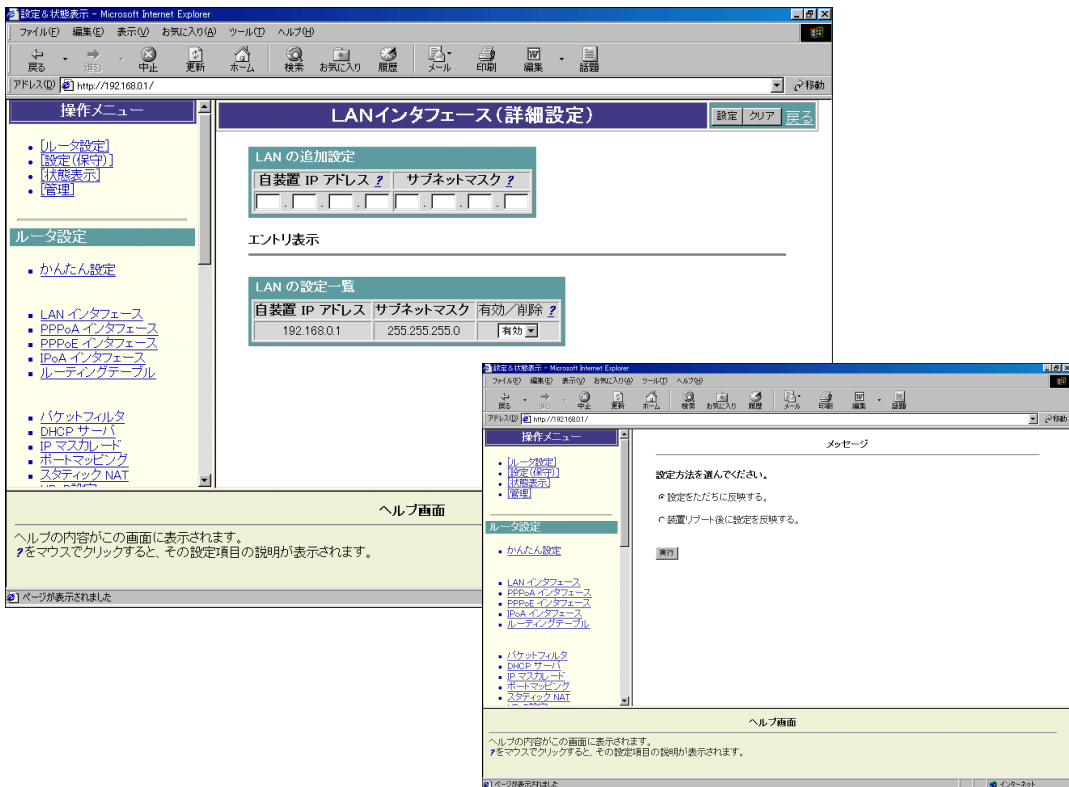 設定＆状態表示 - Microsoft Internet Explorer
ファイル(F) 編集(E) 表示(V) お気に入り(A) ツール(T) ヘルプ(H)
戻る 進む 中止 更新 ホーム 検索 お気に入り 履歴 メール 印刷 編集 話題
アドレス(D) http://192.168.0.1/ 移動
操作メニュー
[ルータ設定]
[設定(保守)]
[状態表示]
[管理]
ルータ設定
かんたん設定
LAN インタフェース
PPPoA インタフェース
PPPoE インタフェース
IPoA インタフェース
ルーティングテーブル
パケットフィルタ
DHCP サーバ
IP マスカレード
ポートマッピング
スタティック NAT
LANインタフェース(詳細設定)
設定 クリア 戻る
LAN の追加設定
自装置 IP アドレス ? サブネットマスク ?
. . . . . .
エントリ表示
LAN の設定一覧
自装置 IP アドレス サブネットマスク 有効／削除 ?
192.168.0.1 255.255.255.0 有効
ヘルプ画面
ヘルプの内容がこの画面に表示されます。
?をマウスでクリックすると、その設定項目の説明が表示されます。
ページが表示されました
設定＆状態表示 - Microsoft Internet Explorer
ファイル(F) 編集(E) 表示(V) お気に入り(A) ツール(T) ヘルプ(H)
戻る 進む 中止 更新 ホーム 検索 お気に入り 履歴 メール 印刷 編集 話題
アドレス(D) http://192.168.0.1/ 移動
操作メニュー
[ルータ設定]
[設定(保守)]
[状態表示]
[管理]
ルータ設定
かんたん設定
LAN インタフェース
PPPoA インタフェース
PPPoE インタフェース
IPoA インタフェース
ルーティングテーブル
パケットフィルタ
DHCP サーバ
IP マスカレード
ポートマッピング
スタティック NAT
メッセージ
設定方法を選んでください。
設定をただちに反映する。
装置リブート後に設定を反映する。
実行
ヘルプ画面
ヘルプの内容がこの画面に表示されます。
?をマウスでクリックすると、その設定項目の説明が表示されます。
ページが表示されました インターネット